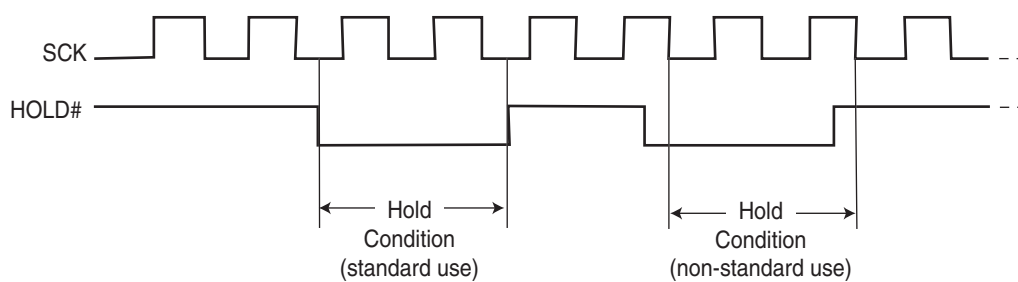 SCK
HOLD#
Hold
Condition
(standard use)
Hold
Condition
(non-standard use)